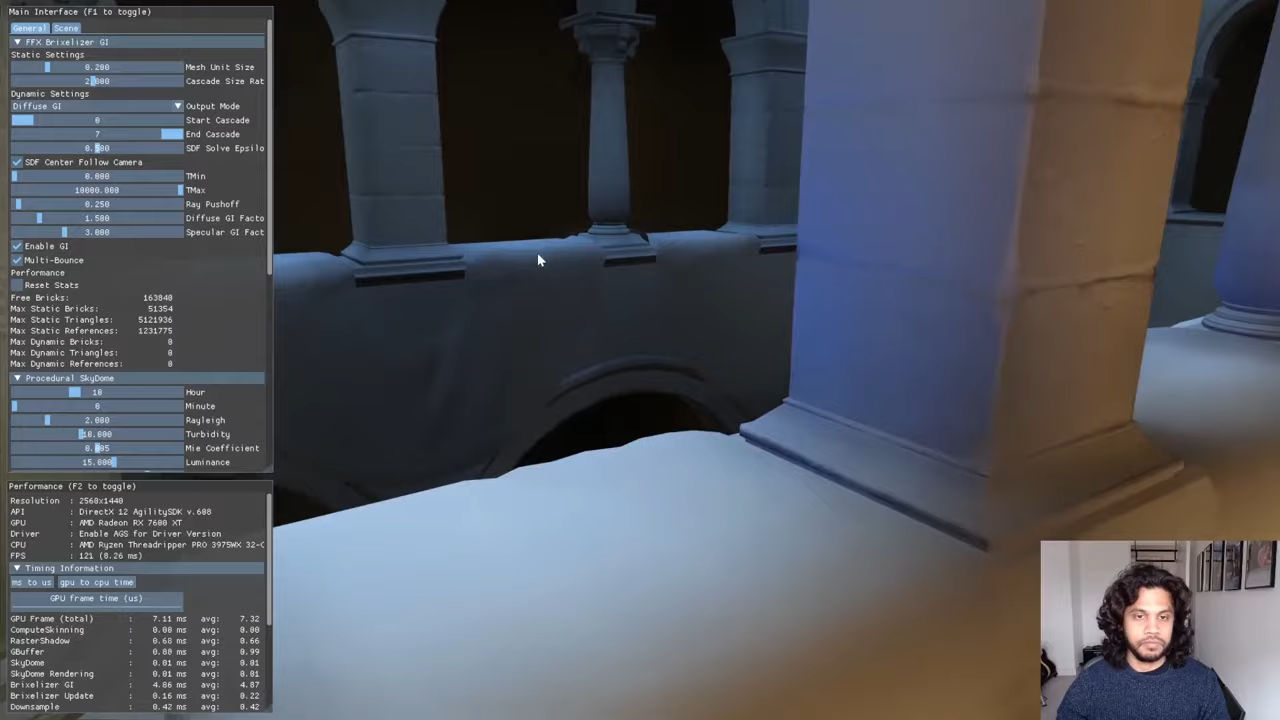 Main Interface (F1 to toggle)
General Scene
▼ FFX Brixelizer GI
Static Settings
0.200 Mesh Unit Size
2.000 Cascade Size Rat
Dynamic Settings
Diffuse GI ▼ Output Mode
0 Start Cascade
7 End Cascade
0.500 SDF Solve Epsilo
SDF Center Follow Camera
0.000 TMin
10000.000 TMax
0.250 Ray Pushoff
1.500 Diffuse GI Facto
3.000 Specular GI Fact
Enable GI
Multi-Bounce
Performance
Reset Stats
Free Bricks: 163840
Max Static Bricks: 51354
Max Static Triangles: 5121936
Max Static References: 1231775
Max Dynamic Bricks: 0
Max Dynamic Triangles: 0
Max Dynamic References: 0
▼ Procedural SkyDome
10 Hour
0 Minute
2.000 Rayleigh
10.000 Turbidity
0.005 Mie Coefficient
15.000 Luminance
Performance (F2 to toggle)
Resolution : 2560x1440
API : DirectX 12 AgilitySDK v.608
GPU : AMD Radeon RX 7600 XT
Driver : Enable AGS for Driver Version
CPU : AMD Ryzen Threadripper PRO 3975WX 32-C
FPS : 121 (8.26 ms)
▼ Timing Information
ms to us gpu to cpu time
GPU frame time (us)
GPU Frame (total) : 7.11 ms avg: 7.32
ComputeSkinning : 0.00 ms avg: 0.00
RasterShadow : 0.68 ms avg: 0.66
GBuffer : 0.80 ms avg: 0.99
SkyDome : 0.01 ms avg: 0.01
SkyDome Rendering : 0.01 ms avg: 0.01
Brixelizer GI : 4.86 ms avg: 4.87
Brixelizer Update : 0.16 ms avg: 0.22
Downsample : 0.42 ms avg: 0.42